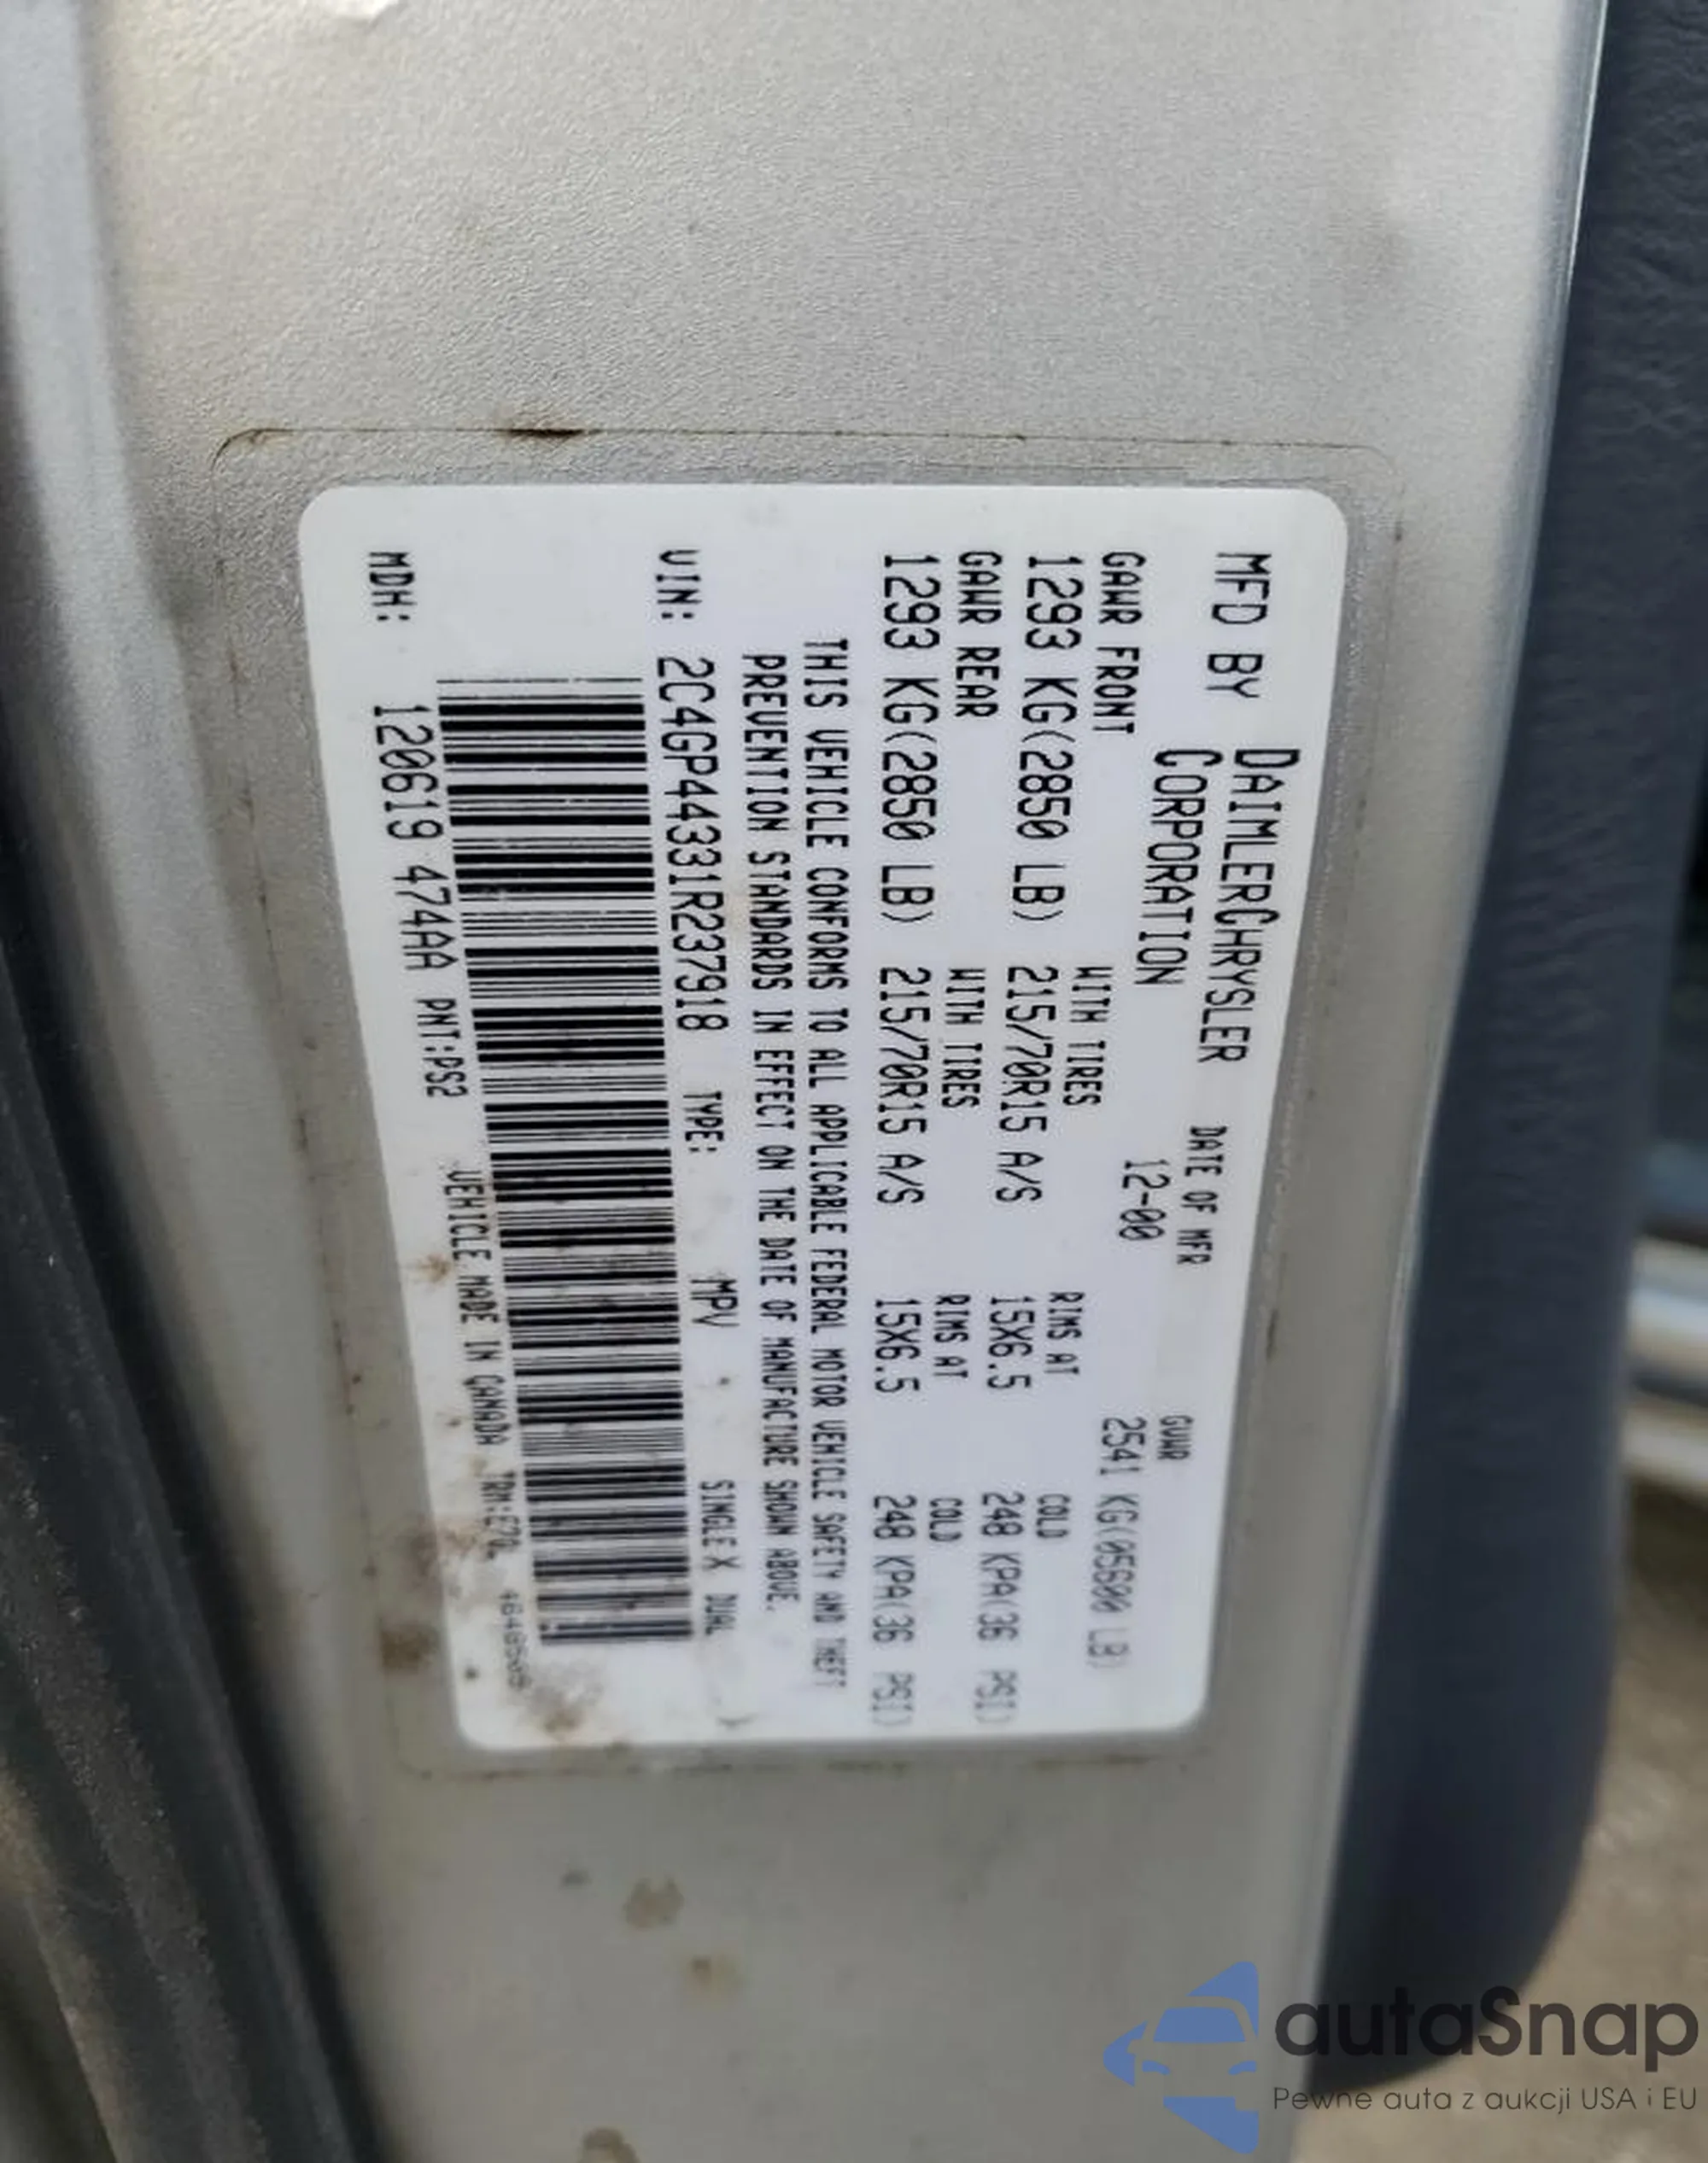 MFD BY DAIMLERCHRYSLER CORPORATION
DATE OF MFR 12-00
GVWR 2541 KG(05600 LB)
GAWR FRONT WITH TIRES RIMS AT COLD
1293 KG(2850 LB) 215/70R15 A/S 15X6.5 248 KPA(36 PSI)
GAWR REAR WITH TIRES RIMS AT COLD
1293 KG(2850 LB) 215/70R15 A/S 15X6.5 248 KPA(36 PSI)
THIS VEHICLE CONFORMS TO ALL APPLICABLE FEDERAL MOTOR VEHICLE SAFETY AND THEFT
PREVENTION STANDARDS IN EFFECT ON THE DATE OF MANUFACTURE SHOWN ABOVE.
VIN: 2C4GP44331R237918 TYPE: MPV SINGLE X DUAL
MDH: 120619 474AA PNT:PS2 VEHICLE MADE IN CANADA TRM:E7
autaSnap
Pewne auta z aukcji USA i EU